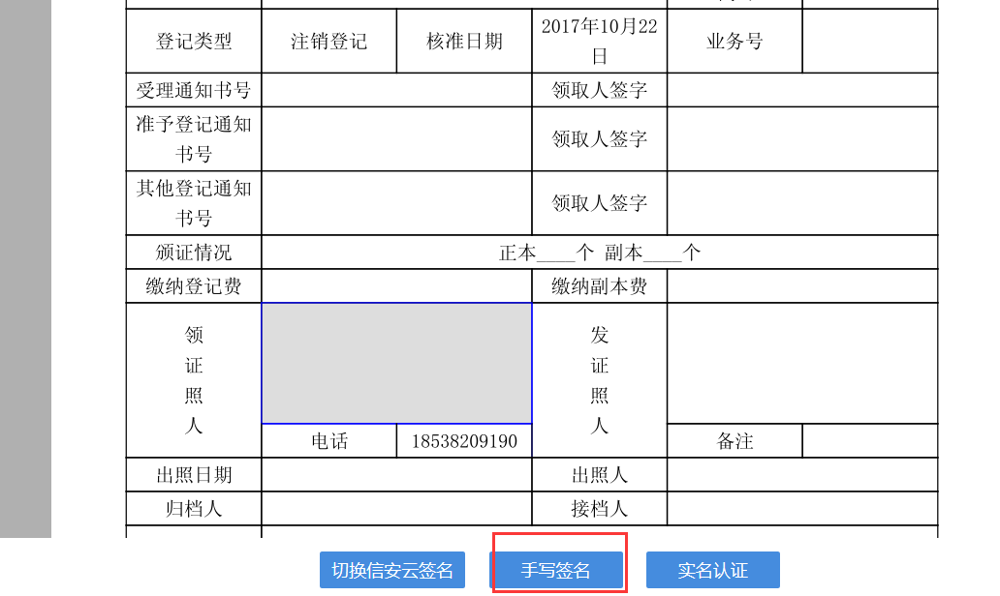 登记类型 注销登记 核准日期 2017年10月22日 业务号
受理通知书号 领取人签字
准予登记通知书号 领取人签字
其他登记通知书号 领取人签字
颁证情况 正本____个 副本____个
缴纳登记费 缴纳副本费
领证照人 发证照人
电话 18538209190 备注
出照日期 出照人
归档人 接档人
切换信安云签名 手写签名 实名认证